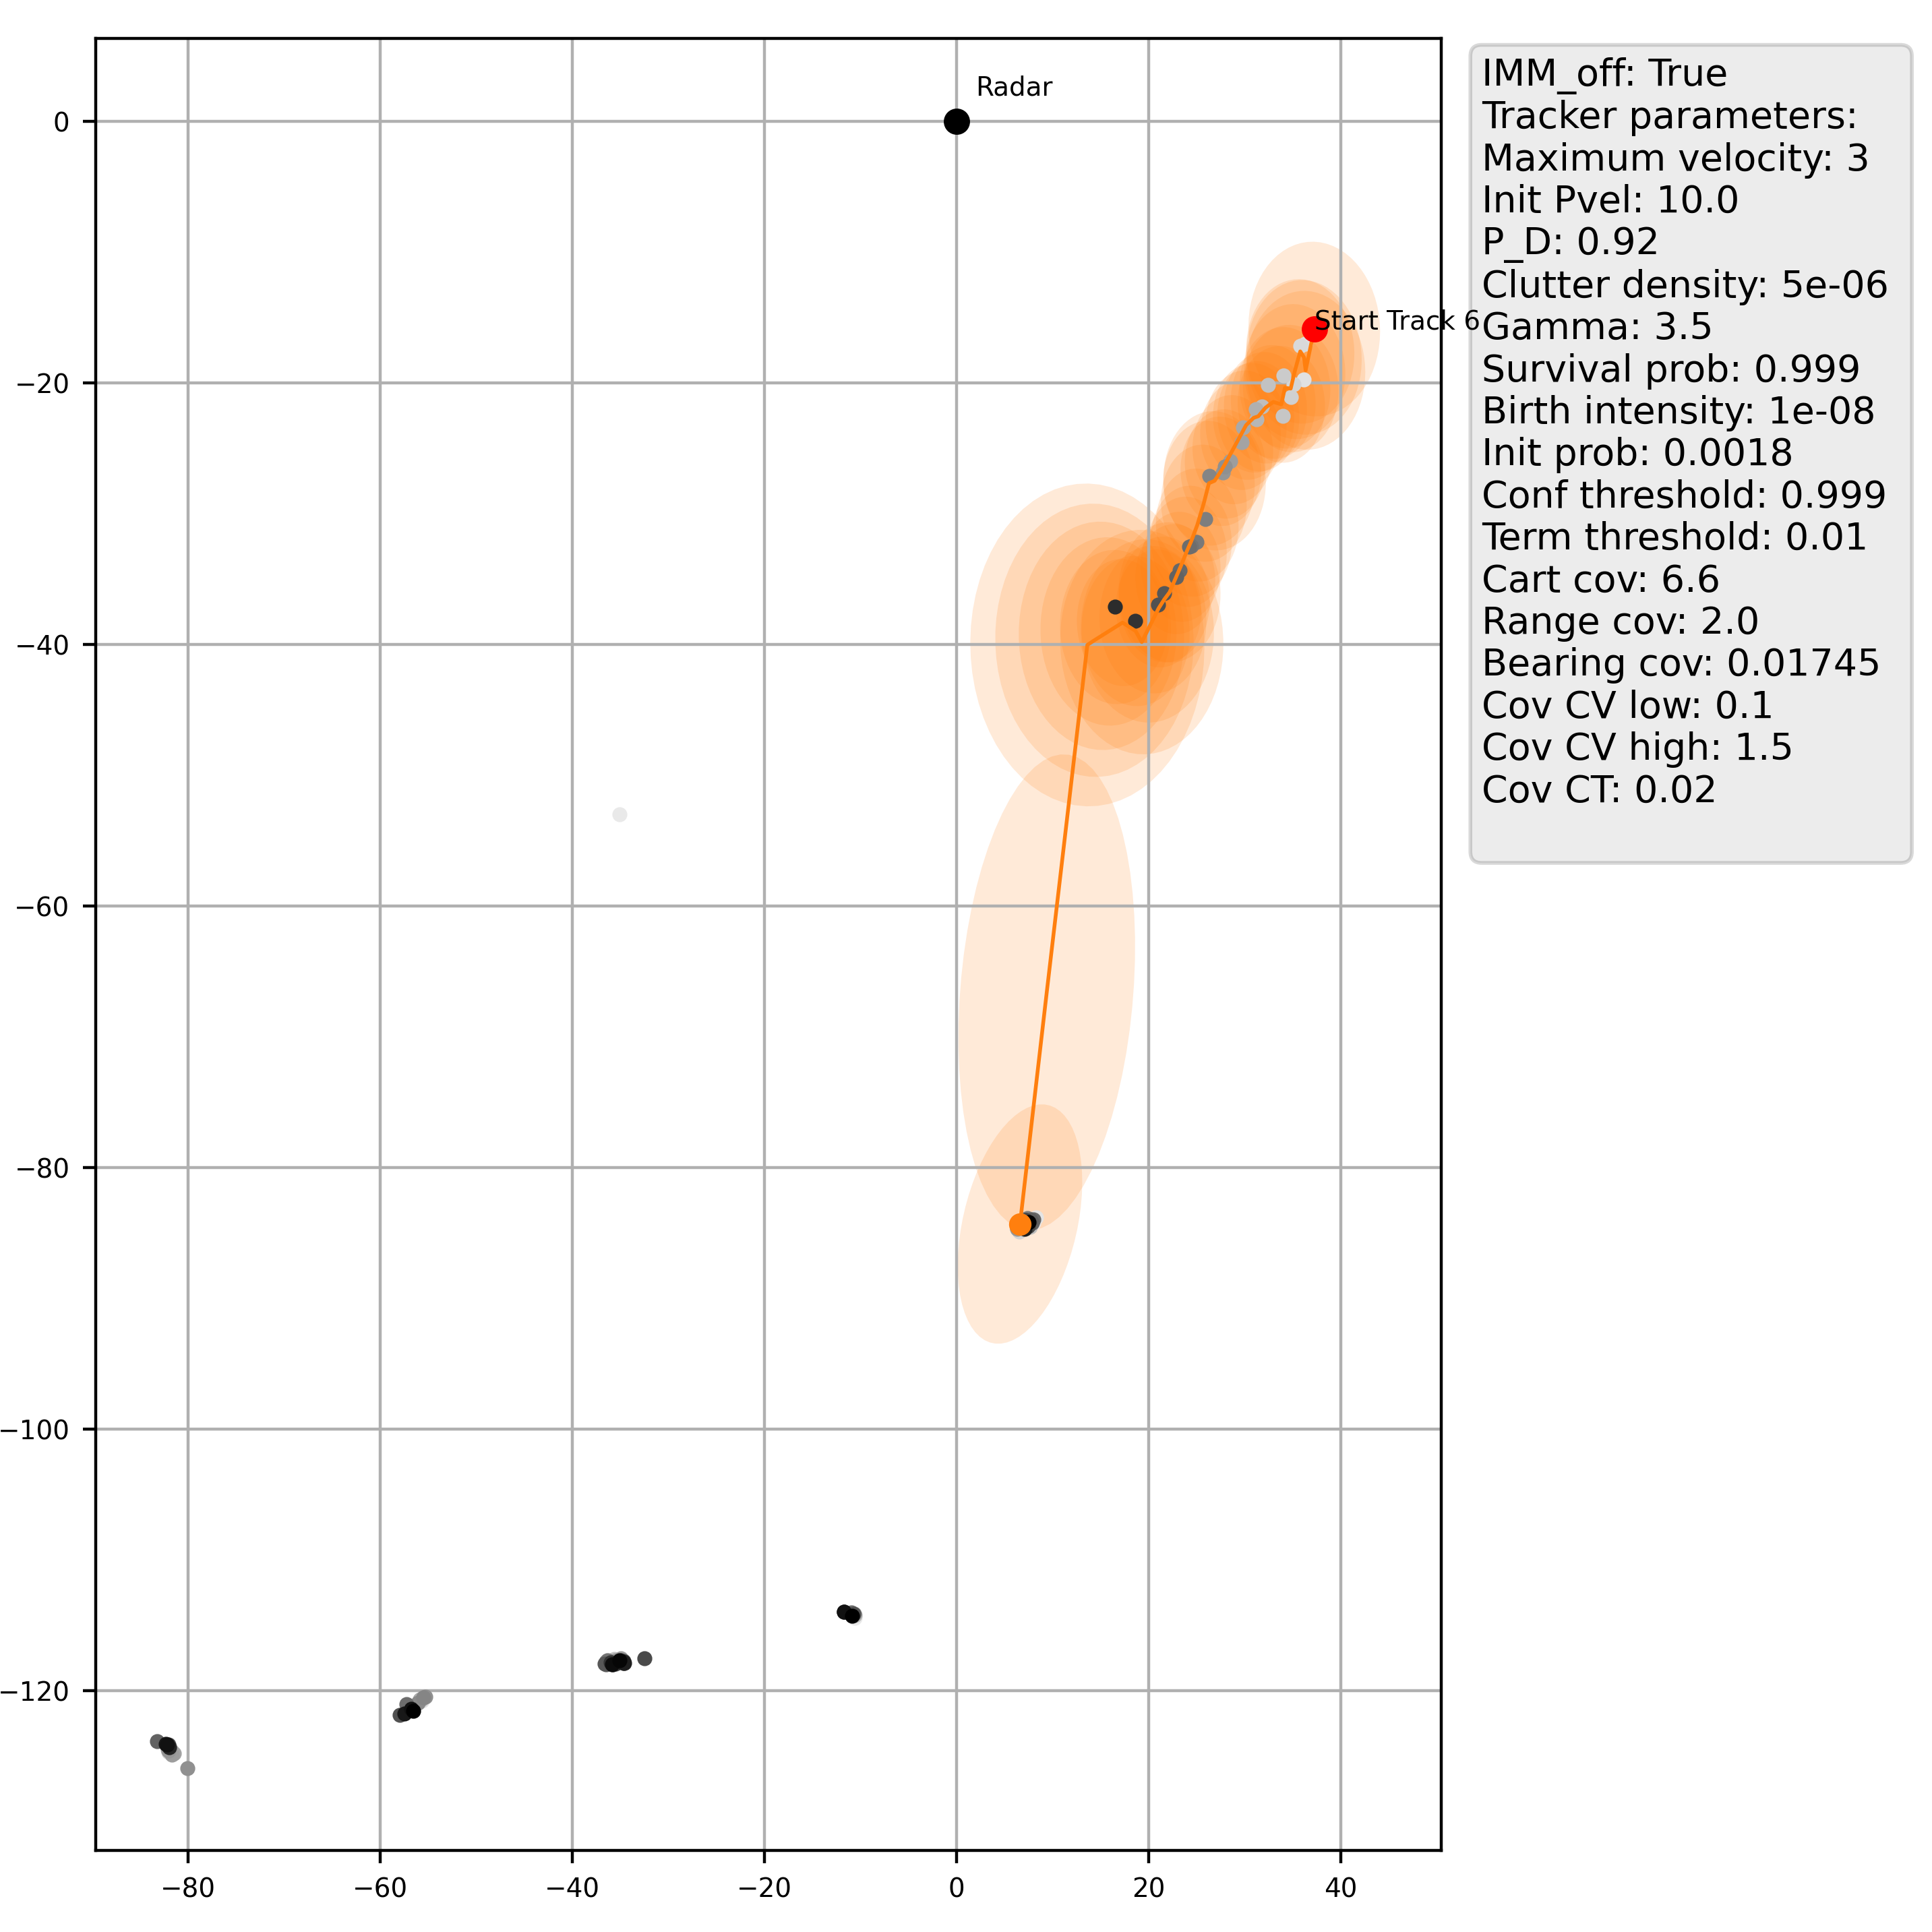 Radar
Start Track 6
0
−20
−40
−60
−80
−100
−120
−80
−60
−40
−20
0
20
40
IMM_off: True
Tracker parameters:
Maximum velocity: 3
Init Pvel: 10.0
P_D: 0.92
Clutter density: 5e-06
Gamma: 3.5
Survival prob: 0.999
Birth intensity: 1e-08
Init prob: 0.0018
Conf threshold: 0.999
Term threshold: 0.01
Cart cov: 6.6
Range cov: 2.0
Bearing cov: 0.01745
Cov CV low: 0.1
Cov CV high: 1.5
Cov CT: 0.02